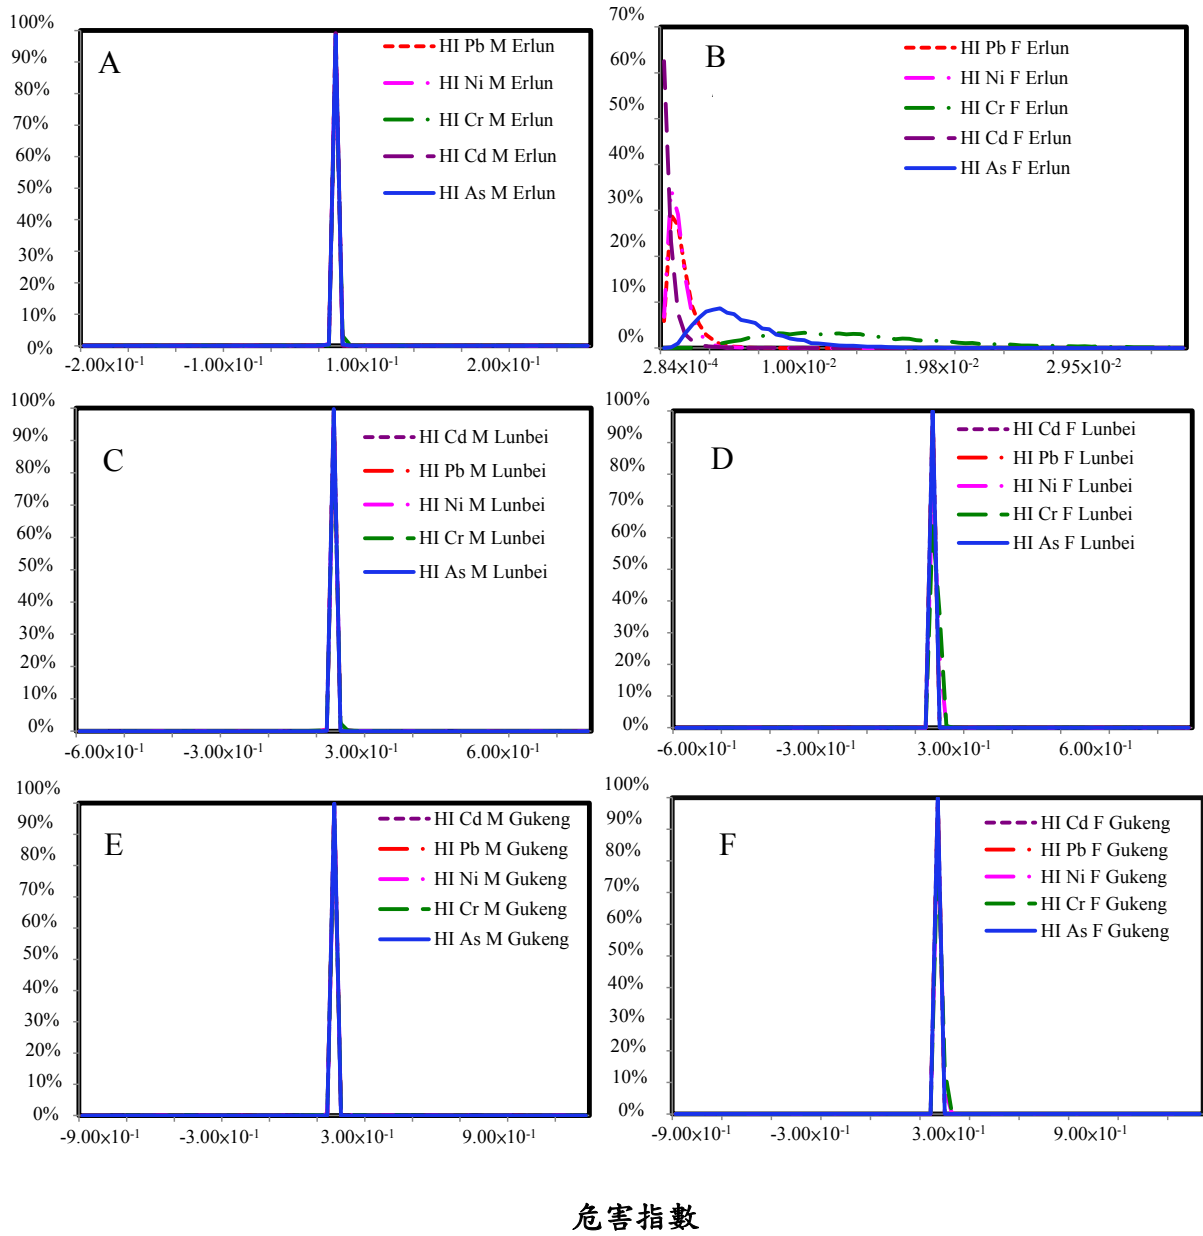 A
100%
90%
80%
70%
60%
50%
40%
30%
20%
10%
0%
HI Pb M Erlun
HI Ni M Erlun
HI Cr M Erlun
HI Cd M Erlun
HI As M Erlun
-2.00x10⁻¹ -1.00x10⁻¹ 1.00x10⁻¹ 2.00x10⁻¹
B
70%
60%
50%
40%
30%
20%
10%
0%
HI Pb F Erlun
HI Ni F Erlun
HI Cr F Erlun
HI Cd F Erlun
HI As F Erlun
2.84x10⁻⁴ 1.00x10⁻² 1.98x10⁻² 2.95x10⁻²
C
100%
90%
80%
70%
60%
50%
40%
30%
20%
10%
0%
HI Cd M Lunbei
HI Pb M Lunbei
HI Ni M Lunbei
HI Cr M Lunbei
HI As M Lunbei
-6.00x10⁻¹ -3.00x10⁻¹ 3.00x10⁻¹ 6.00x10⁻¹
D
100%
90%
80%
70%
60%
50%
40%
30%
20%
10%
0%
HI Cd F Lunbei
HI Pb F Lunbei
HI Ni F Lunbei
HI Cr F Lunbei
HI As F Lunbei
-6.00x10⁻¹ -3.00x10⁻¹ 3.00x10⁻¹ 6.00x10⁻¹
E
100%
90%
80%
70%
60%
50%
40%
30%
20%
10%
0%
HI Cd M Gukeng
HI Pb M Gukeng
HI Ni M Gukeng
HI Cr M Gukeng
HI As M Gukeng
-9.00x10⁻¹ -3.00x10⁻¹ 3.00x10⁻¹ 9.00x10⁻¹
F
100%
90%
80%
70%
60%
50%
40%
30%
20%
10%
0%
HI Cd F Gukeng
HI Pb F Gukeng
HI Ni F Gukeng
HI Cr F Gukeng
HI As F Gukeng
-9.00x10⁻¹ -3.00x10⁻¹ 3.00x10⁻¹ 9.00x10⁻¹
危害指數